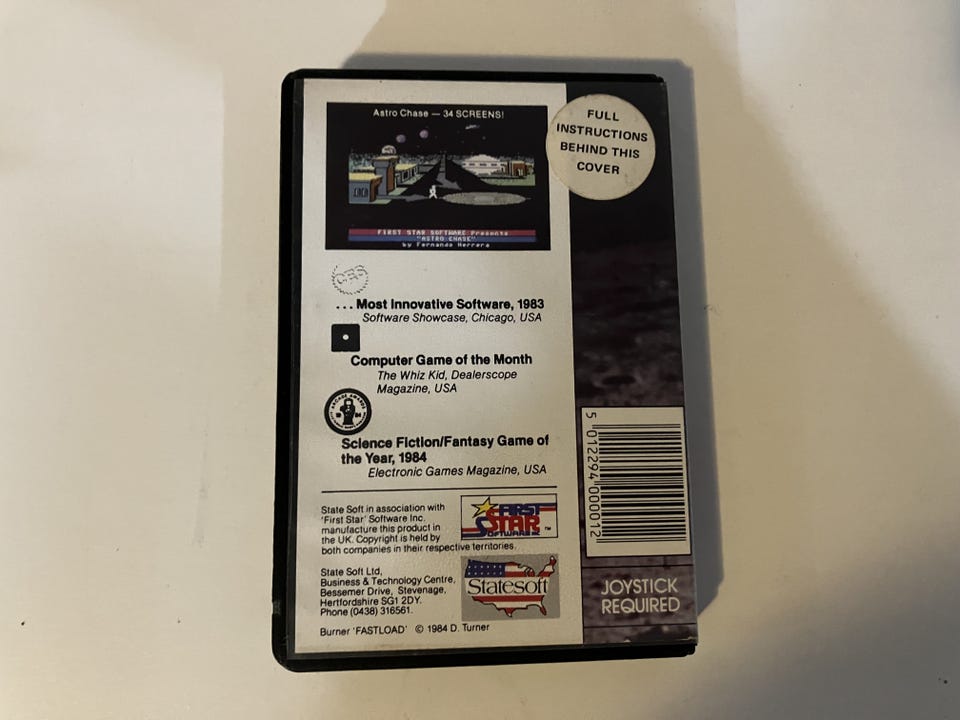 Astro Chase — 34 SCREENS!
FIRST STAR SOFTWARE Presents
"ASTRO CHASE"
by Fernando Herrera
FULL
INSTRUCTIONS
BEHIND THIS
COVER
CES
...Most Innovative Software, 1983
Software Showcase, Chicago, USA
Computer Game of the Month
The Whiz Kid, Dealerscope
Magazine, USA
ARCADE AWARDS
Science Fiction/Fantasy Game of
the Year, 1984
Electronic Games Magazine, USA
State Soft in association with
'First Star' Software Inc.
manufacture this product in
the UK. Copyright is held by
both companies in their respective territories.
FIRST
STAR
SOFTWARE INC
TM
State Soft Ltd,
Business & Technology Centre,
Bessemer Drive, Stevenage,
Hertfordshire SG1 2DY.
Phone (0438) 316561.
Statesoft
Burner 'FASTLOAD' © 1984 D. Turner
5 012294 000012
JOYSTICK
REQUIRED